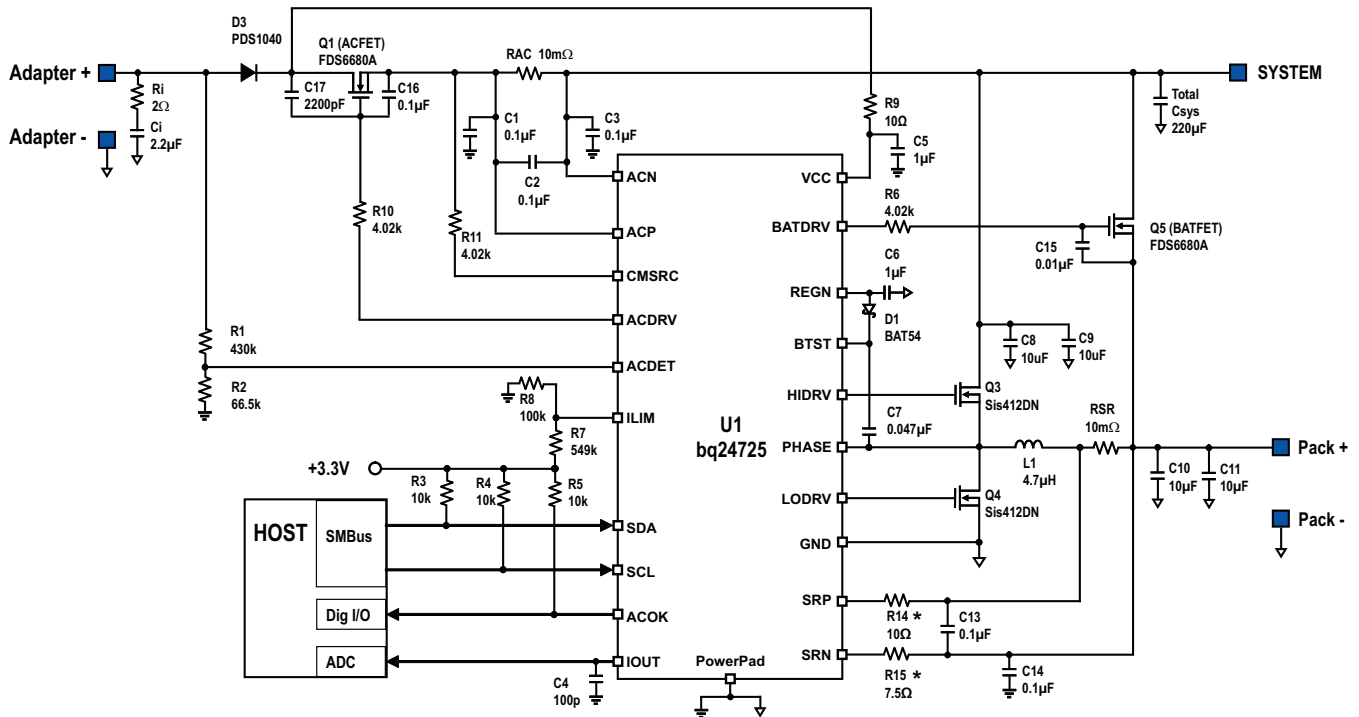 D3
PDS1040
Q1 (ACFET)
FDS6680A
RAC 10mΩ
Adapter +
SYSTEM
Ri
2Ω
C17
2200pF
C16
0.1µF
Total
Csys
220µF
Ci
2.2µF
Adapter -
C1
0.1µF
C3
0.1µF
R9
10Ω
C5
1µF
C2
0.1µF
ACN
VCC
R10
4.02k
R11
4.02k
ACP
BATDRV
R6
4.02k
Q5 (BATFET)
FDS6680A
C15
0.01µF
CMSRC
C6
1µF
REGN
D1
BAT54
ACDRV
R1
430k
BTST
C8
10uF
C9
10uF
ACDET
R2
66.5k
R8
100k
HIDRV
Q3
Sis412DN
ILIM
U1
bq24725
C7
0.047µF
RSR
10mΩ
R7
549k
PHASE
L1
4.7µH
Pack +
+3.3V
R3
10k
R4
10k
R5
10k
C10
10µF
C11
10µF
LODRV
Q4
Sis412DN
HOST
SMBus
SDA
GND
Pack -
SCL
SRP
R14 *
10Ω
C13
0.1µF
Dig I/O
ACOK
SRN
R15 *
7.5Ω
C14
0.1µF
ADC
IOUT
PowerPad
C4
100p